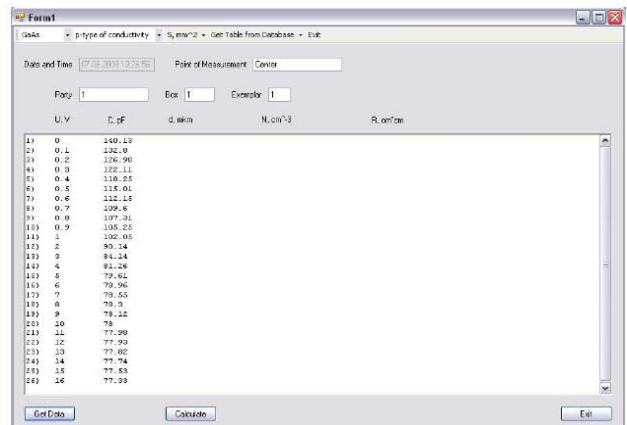 Form1
GaAs p-type of conductivity S, mm^2 Get Table from Database Exit
Date and Time 07.08.2009 Point of Measurement Center
Party 1 Box 1 Exemplar 1
U, V C, pF d, mkm N, cm^-3 R, om*cm
1) 0 140.13
2) 0.1 132.8
3) 0.2 126.98
4) 0.3 122.11
5) 0.4 118.25
6) 0.5 115.01
7) 0.6 112.15
8) 0.7 109.6
9) 0.8 107.31
10) 0.9 105.25
11) 1 102.05
12) 2 90.14
13) 3 84.14
14) 4 81.26
15) 5 79.61
16) 6 78.96
17) 7 78.55
18) 8 78.3
19) 9 78.12
20) 10 78
21) 11 77.98
22) 12 77.93
23) 13 77.82
24) 14 77.74
25) 15 77.53
26) 16 77.33
Get Data Calculate Exit